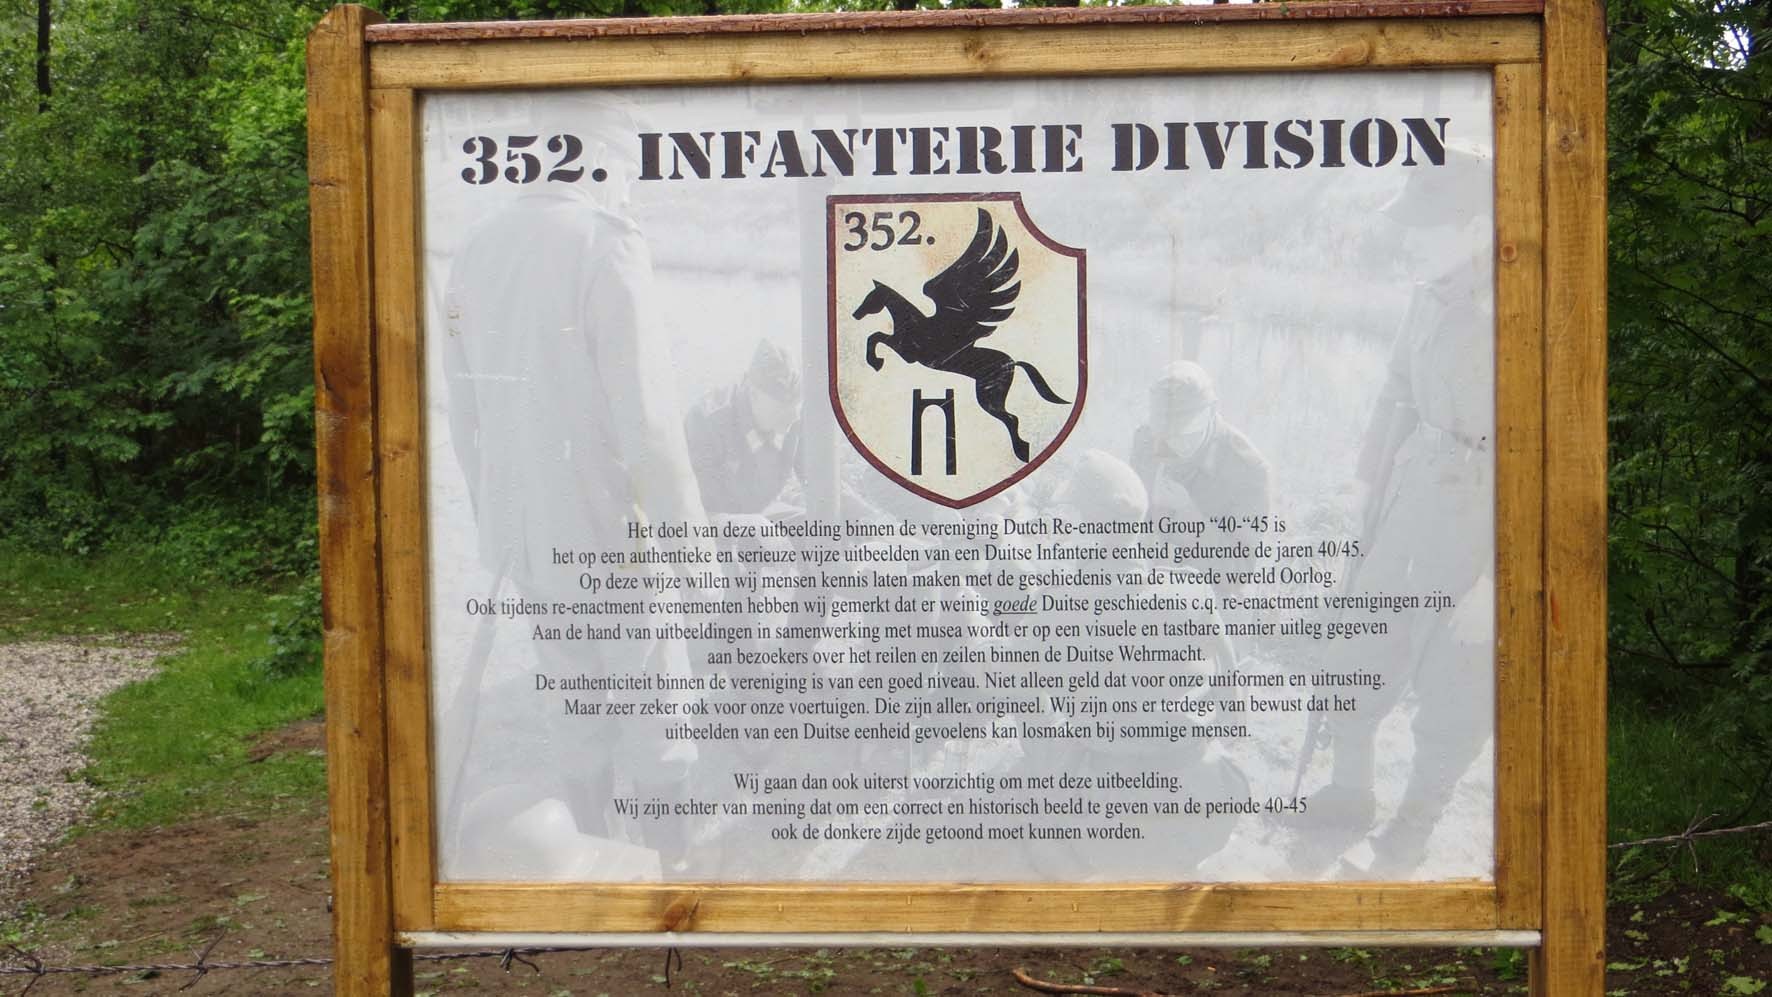 352. INFANTERIE DIVISION
352.
Het doel van deze uitbeelding binnen de vereniging Dutch Re-enactment Group “40-“45 is
het op een authentieke en serieuze wijze uitbeelden van een Duitse Infanterie eenheid gedurende de jaren 40/45.
Op deze wijze willen wij mensen kennis laten maken met de geschiedenis van de tweede wereld Oorlog.
Ook tijdens re-enactment evenementen hebben wij gemerkt dat er weinig goede Duitse geschiedenis c.q. re-enactment verenigingen zijn.
Aan de hand van uitbeeldingen in samenwerking met musea wordt er op een visuele en tastbare manier uitleg gegeven
aan bezoekers over het reilen en zeilen binnen de Duitse Wehrmacht.
De authenticiteit binnen de vereniging is van een goed niveau. Niet alleen geld dat voor onze uniformen en uitrusting.
Maar zeer zeker ook voor onze voertuigen. Die zijn allen origineel. Wij zijn ons er terdege van bewust dat het
uitbeelden van een Duitse eenheid gevoelens kan losmaken bij sommige mensen.
Wij gaan dan ook uiterst voorzichtig om met deze uitbeelding.
Wij zijn echter van mening dat om een correct en historisch beeld te geven van de periode 40-45
ook de donkere zijde getoond moet kunnen worden.